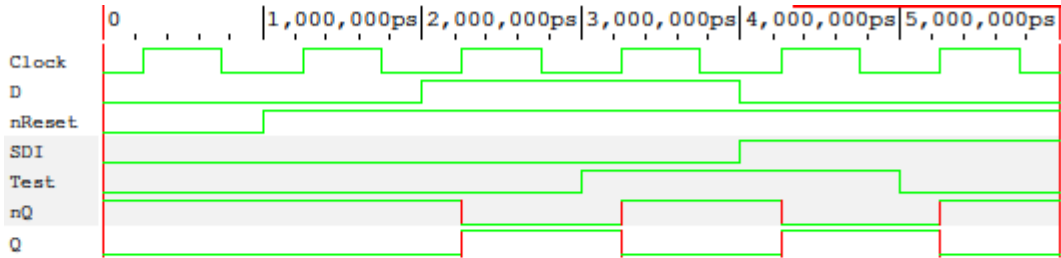 0 1,000,000ps 2,000,000ps 3,000,000ps 4,000,000ps 5,000,000ps
Clock
D
nReset
SDI
Test
nQ
Q